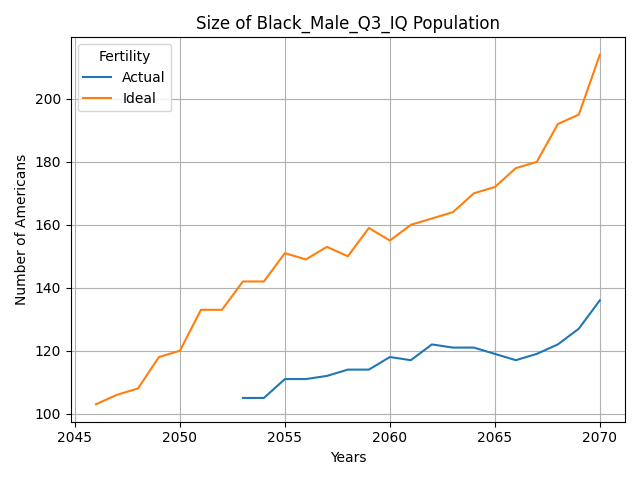 Size of Black_Male_Q3_IQ Population
Fertility
Actual
Ideal
Number of Americans
200
180
160
140
120
100
2045
2050
2055
2060
2065
2070
Years